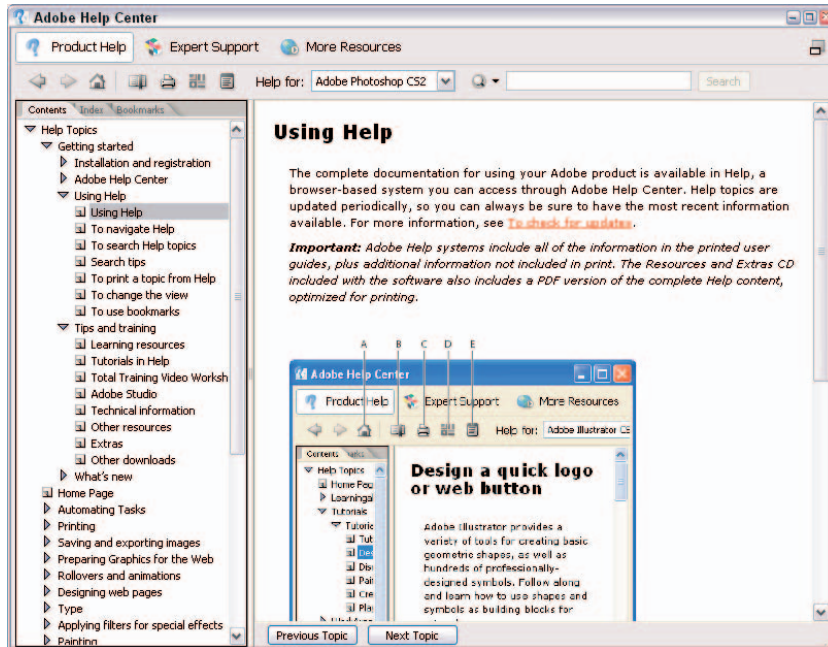 Adobe Help Center
Product Help Expert Support More Resources
Help for: Adobe Photoshop CS2 Search
Contents Index Bookmarks
Help Topics
Getting started
Installation and registration
Adobe Help Center
Using Help
Using Help
To navigate Help
To search Help topics
Search tips
To print a topic from Help
To change the view
To use bookmarks
Tips and training
Learning resources
Tutorials in Help
Total Training Video Worksh
Adobe Studio
Technical information
Other resources
Extras
Other downloads
What's new
Home Page
Automating Tasks
Printing
Saving and exporting images
Preparing Graphics for the Web
Rollovers and animations
Designing web pages
Type
Applying filters for special effects
Painting
Using Help
The complete documentation for using your Adobe product is available in Help, a
browser-based system you can access through Adobe Help Center. Help topics are
updated periodically, so you can always be sure to have the most recent information
available. For more information, see To check for updates.
Important: Adobe Help systems include all of the information in the printed user
guides, plus additional information not included in print. The Resources and Extras CD
included with the software also includes a PDF version of the complete Help content,
optimized for printing.
A B C D E
Adobe Help Center
Product Help Expert Support More Resources
Help for: Adobe Illustrator CS
Contents
Help Topics
Home Pag
Learningal
Tutorials
Tutoria
Tut
Des
Disc
Pain
Cre
Pla
Design a quick logo
or web button
Adobe Illustrator provides a
variety of tools for creating basic
geometric shapes, as well as
hundreds of professionally-
designed symbols. Follow along
and learn how to use shapes and
symbols as building blocks for
Previous Topic Next Topic